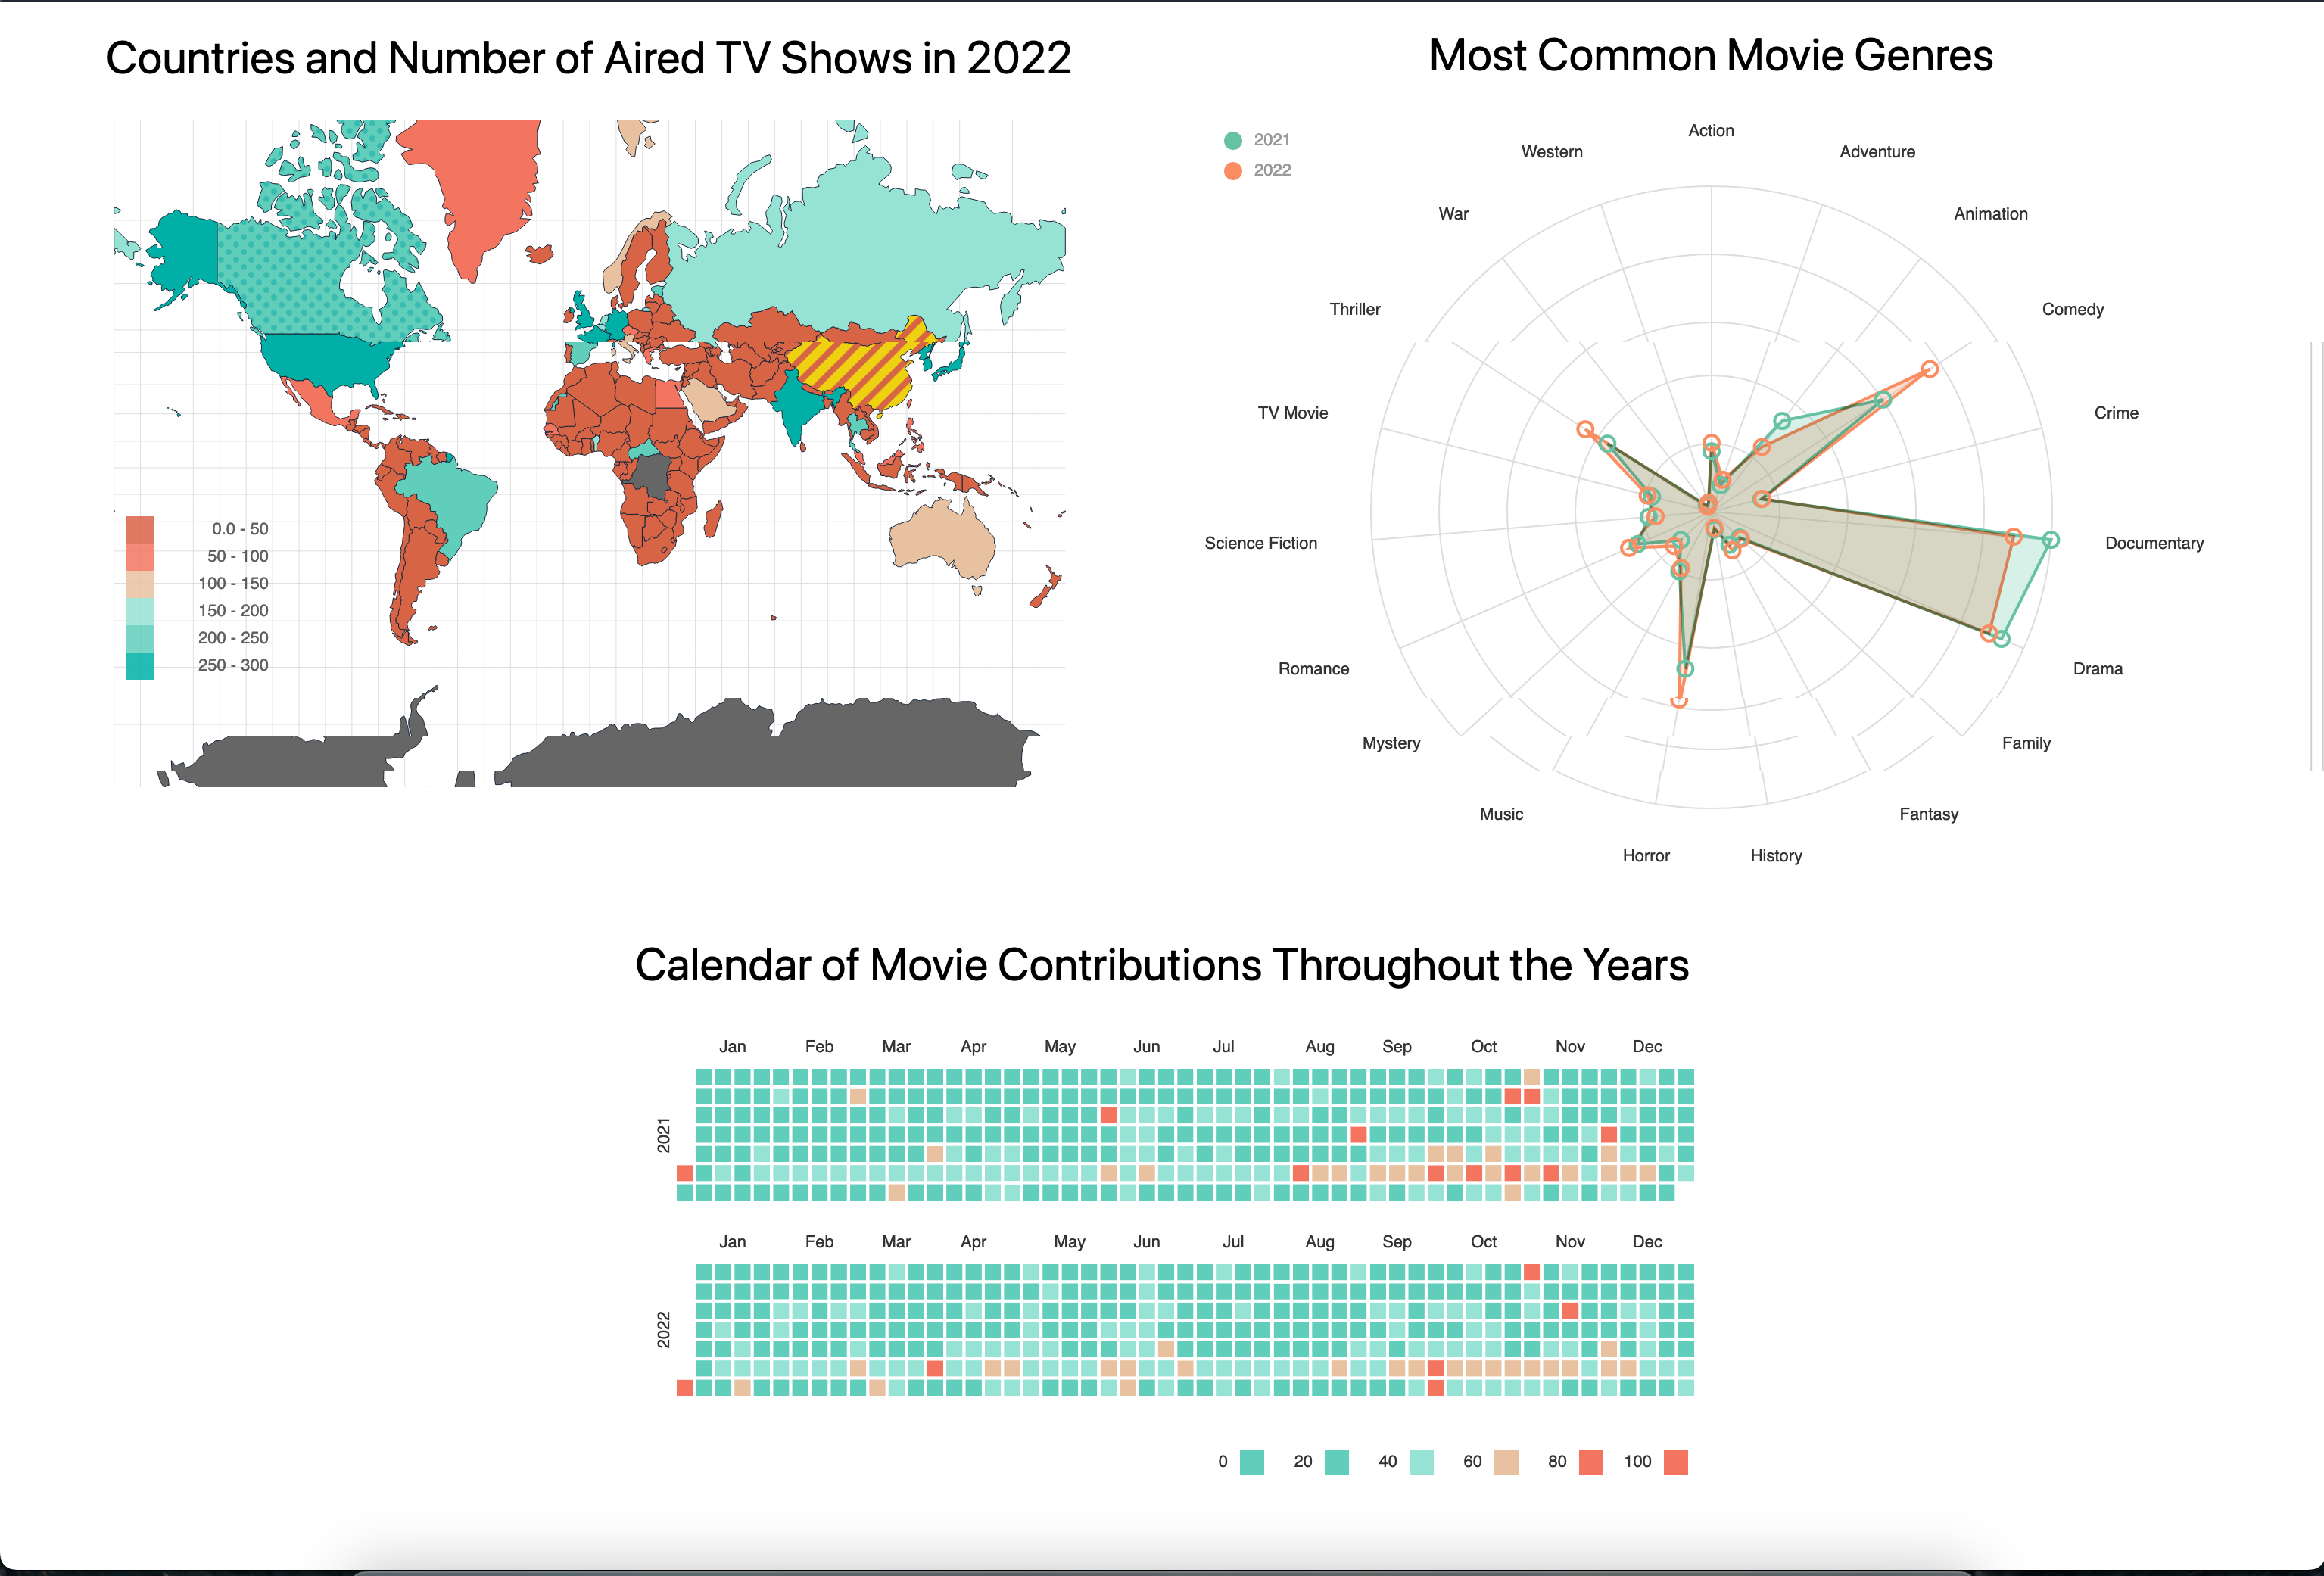 Countries and Number of Aired TV Shows in 2022
0.0 - 50
50 - 100
100 - 150
150 - 200
200 - 250
250 - 300
Most Common Movie Genres
2021
2022
Action
Adventure
Animation
Comedy
Crime
Documentary
Drama
Family
Fantasy
History
Horror
Music
Mystery
Romance
Science Fiction
TV Movie
Thriller
War
Western
Calendar of Movie Contributions Throughout the Years
Jan Feb Mar Apr May Jun Jul Aug Sep Oct Nov Dec
2021
Jan Feb Mar Apr May Jun Jul Aug Sep Oct Nov Dec
2022
0 20 40 60 80 100